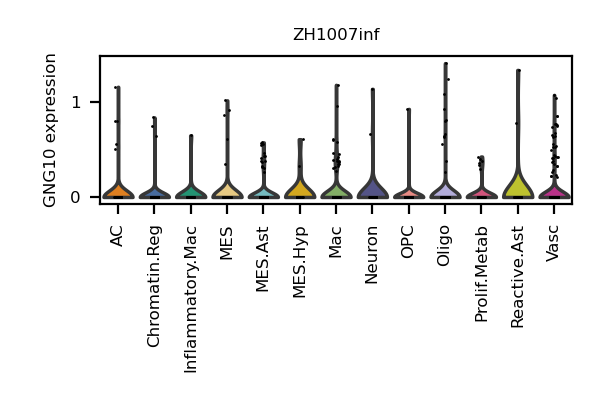 ZH1007inf
GNG10 expression
1
0
AC
Chromatin.Reg
Inflammatory.Mac
MES
MES.Ast
MES.Hyp
Mac
Neuron
OPC
Oligo
Prolif.Metab
Reactive.Ast
Vasc